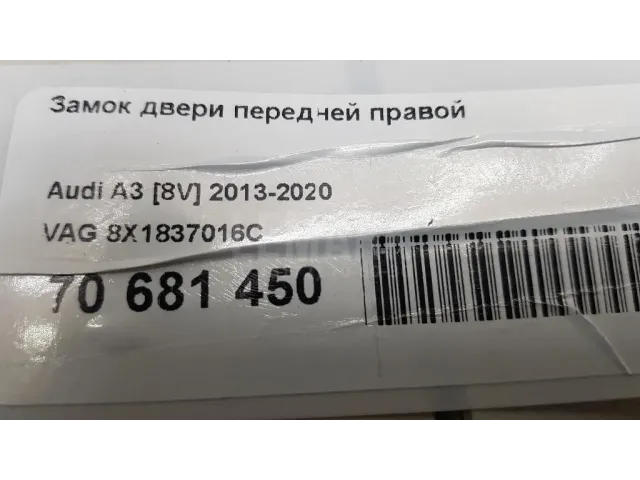 Замок двери передней правой
Audi A3 [8V] 2013-2020
VAG 8X1837016C
70 681 450